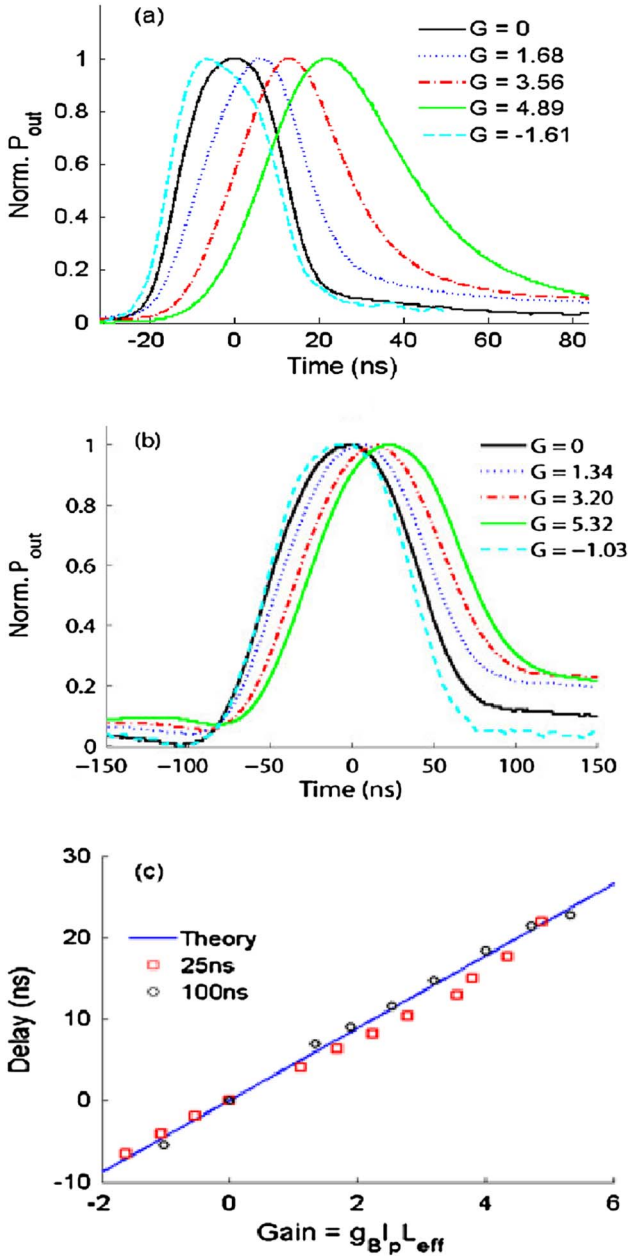 (a)
G = 0
G = 1.68
G = 3.56
G = 4.89
G = -1.61
Norm. P_out
1
0.8
0.6
0.4
0.2
0
-20 0 20 40 60 80
Time (ns)
(b)
G = 0
G = 1.34
G = 3.20
G = 5.32
G = −1.03
Norm. P_out
1
0.8
0.6
0.4
0.2
0
−150 −100 −50 0 50 100 150
Time (ns)
(c)
Theory
25ns
100ns
Delay (ns)
30
20
10
0
-10
-2 0 2 4 6
Gain = g_B I_p L_eff